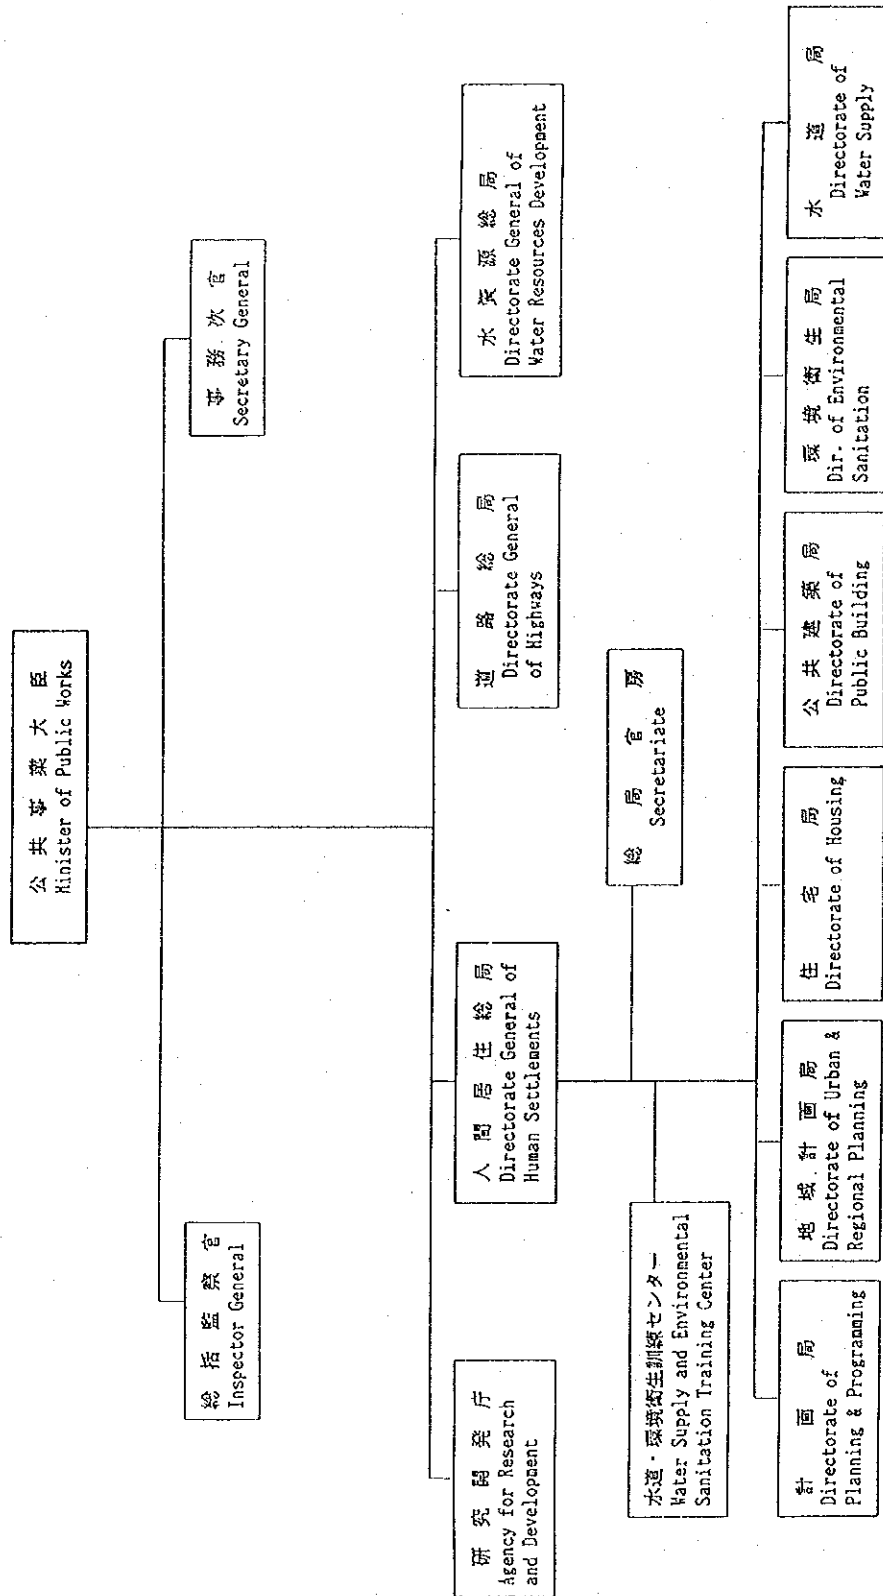 公共事業大臣
Minister of Public Works
総括監察官
Inspector General
事務次官
Secretary General
研究開発庁
Agency for Research
and Development
人間居住総局
Directorate General of
Human Settlements
道路総局
Directorate General
of Highways
水資源総局
Directorate General of
Water Resources Development
水道・環境衛生訓練センター
Water Supply and Environmental
Sanitation Training Center
総局官房
Secretariate
計画局
Directorate of
Planning & Programming
地域計画局
Directorate of Urban &
Regional Planning
住宅局
Directorate of Housing
公共建築局
Directorate of
Public Building
環境衛生局
Dir. of Environmental
Sanitation
水道局
Directorate of
Water Supply